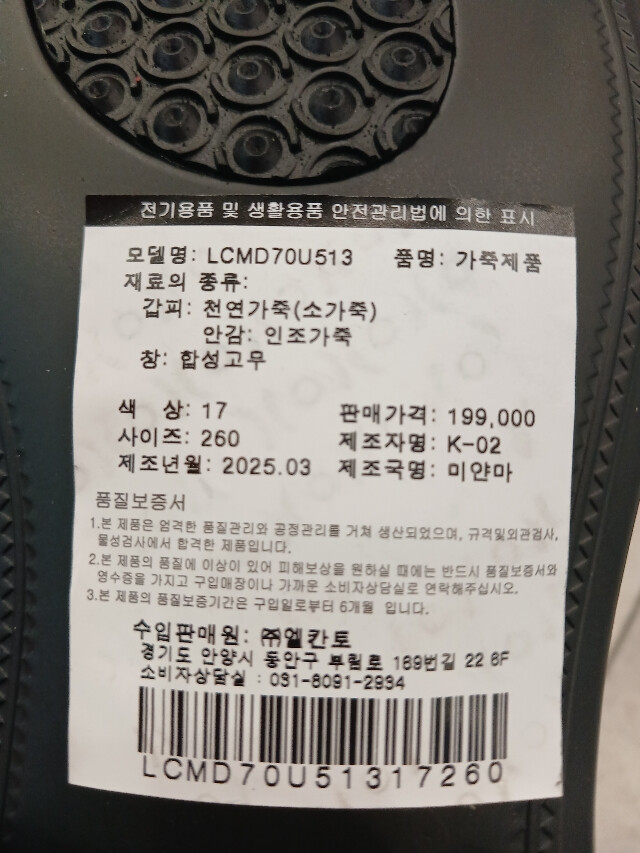 전기용품 및 생활용품 안전관리법에 의한 표시
모델명: LCMD70U513 품명: 가죽제품
재료의 종류:
갑피: 천연가죽(소가죽)
안감: 인조가죽
창: 합성고무
색 상: 17 판매가격: 199,000
사이즈: 260 제조자명: K-02
제조년월: 2025.03 제조국명: 미얀마
품질보증서
1.본 제품은 엄격한 품질관리와 공정관리를 거쳐 생산되었으며, 규격및외관검사,
물성검사에서 합격한 제품입니다.
2.본 제품의 품질에 이상이 있어 피해보상을 원하실 때에는 반드시 품질보증서와
영수증을 가지고 구입매장이나 가까운 소비자상담실로 연락해주십시오.
3.본 제품의 품질보증기간은 구입일로부터 6개월 입니다.
수입판매원: ㈜엘칸토
경기도 안양시 동안구 부림로 169번길 22 6F
소비자상담실 : 031-8091-2934
LCMD70U51317260